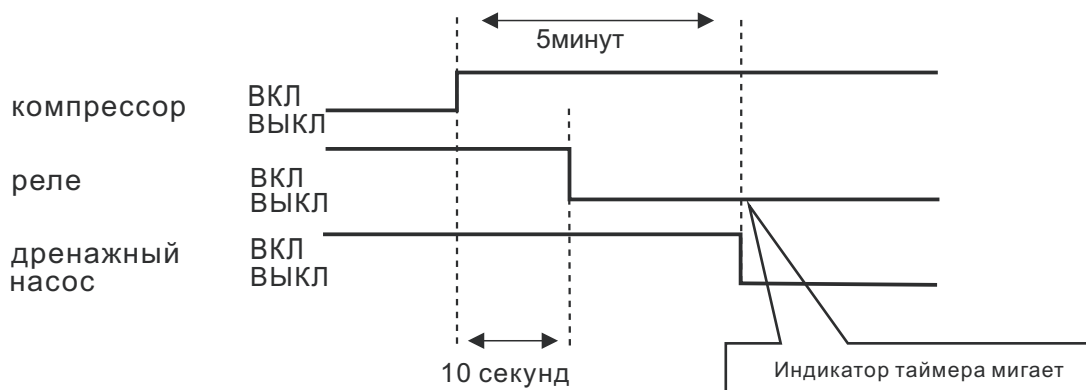 5минут
компрессор
ВКЛ
ВЫКЛ
реле
ВКЛ
ВЫКЛ
дренажный
насос
ВКЛ
ВЫКЛ
10 секунд
Индикатор таймера мигает